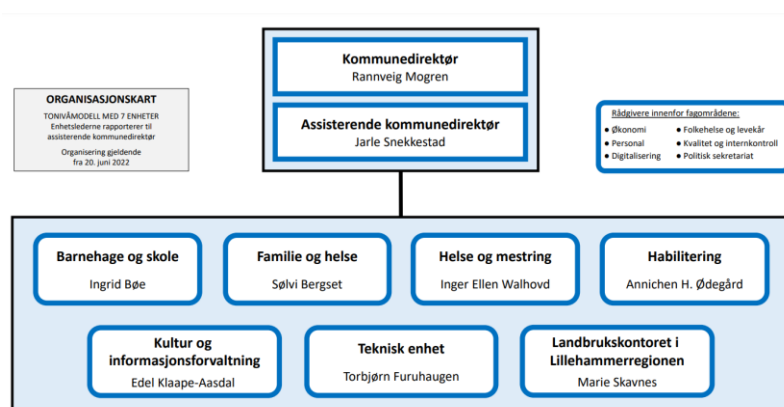 Kommunedirektør
Rannveig Mogren
Assisterende kommunedirektør
Jarle Snekkestad
ORGANISASJONSKART
TONIVÅMODELL MED 7 ENHETER
Enhetslederne rapporterer til
assisterende kommunedirektør
Organisering gjeldende
fra 20. juni 2022
Rådgivere innenfor fagområdene:
● Økonomi
● Personal
● Digitalisering
● Folkehelse og levekår
● Kvalitet og internkontroll
● Politisk sekretariat
Barnehage og skole
Ingrid Bøe
Familie og helse
Sølvi Bergset
Helse og mestring
Inger Ellen Walhovd
Habilitering
Annichen H. Ødegård
Kultur og
informasjonsforvaltning
Edel Klaape-Aasdal
Teknisk enhet
Torbjørn Furuhaugen
Landbrukskontoret i
Lillehammerregionen
Marie Skavnes